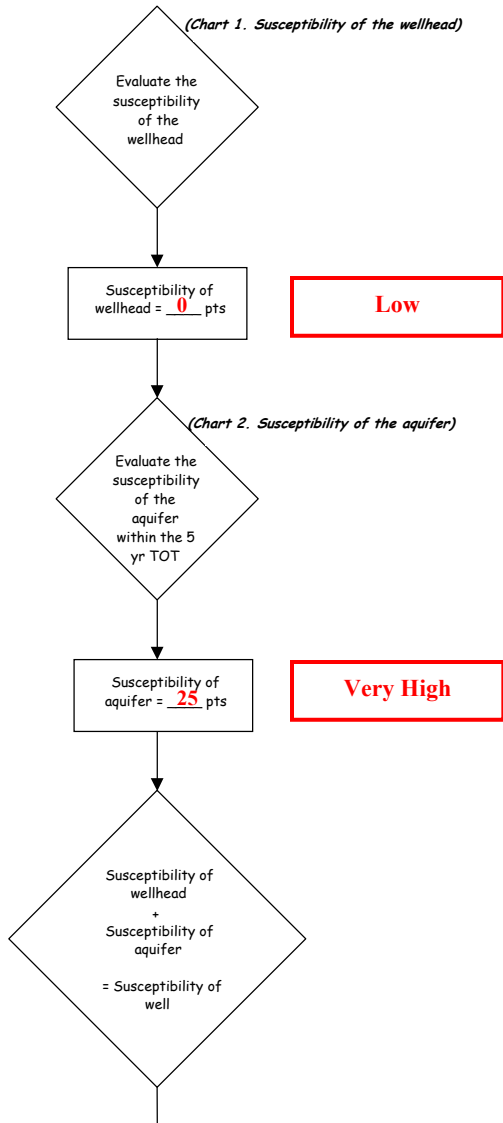 (Chart 1. Susceptibility of the wellhead)
Evaluate the
susceptibility
of the
wellhead
Susceptibility of
wellhead = __0__ pts
Low
(Chart 2. Susceptibility of the aquifer)
Evaluate the
susceptibility
of the
aquifer
within the 5
yr TOT
Susceptibility of
aquifer = __25__ pts
Very High
Susceptibility of
wellhead
+
Susceptibility of
aquifer
= Susceptibility of
well